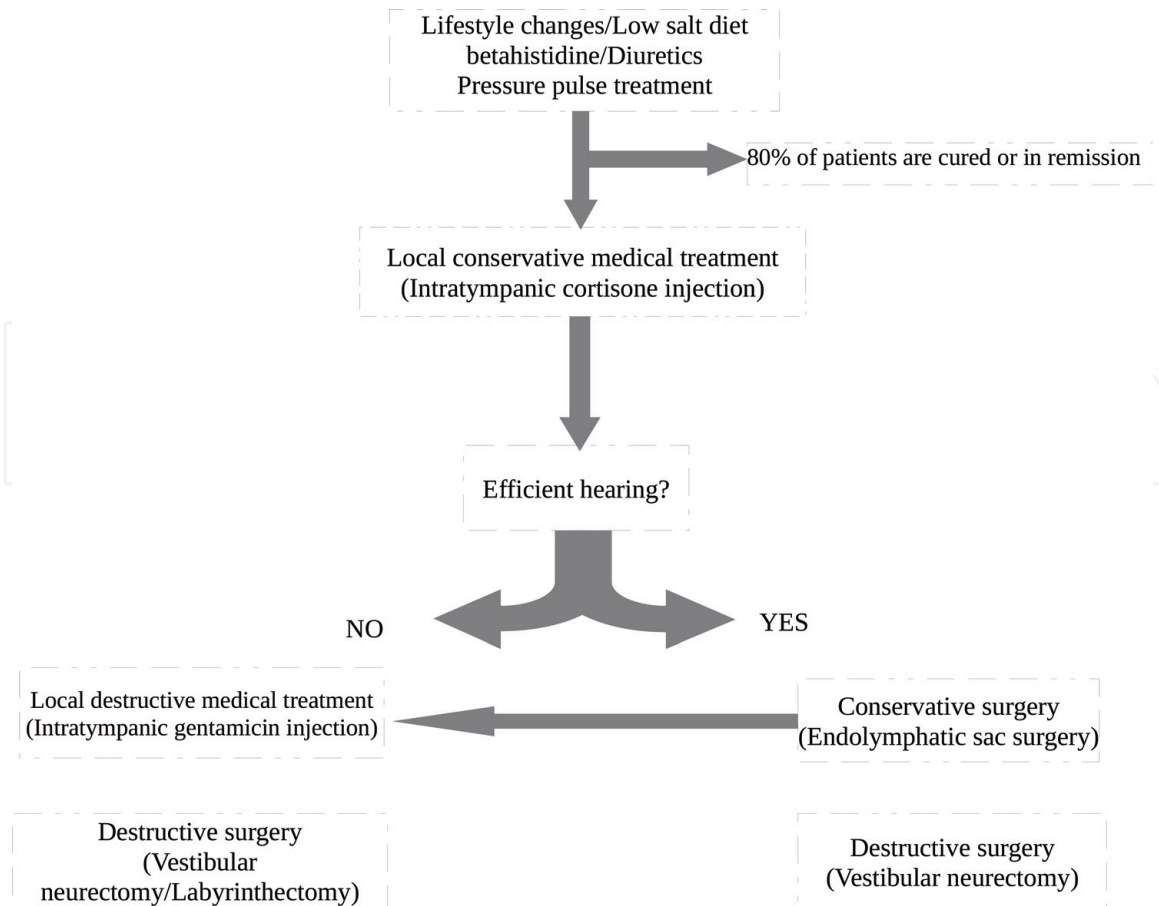 Lifestyle changes/Low salt diet
betahistidine/Diuretics
Pressure pulse treatment
80% of patients are cured or in remission
Local conservative medical treatment
(Intratympanic cortisone injection)
Efficient hearing?
NO
YES
Local destructive medical treatment
(Intratympanic gentamicin injection)
Conservative surgery
(Endolymphatic sac surgery)
Destructive surgery
(Vestibular
neurectomy/Labyrinthectomy)
Destructive surgery
(Vestibular neurectomy)